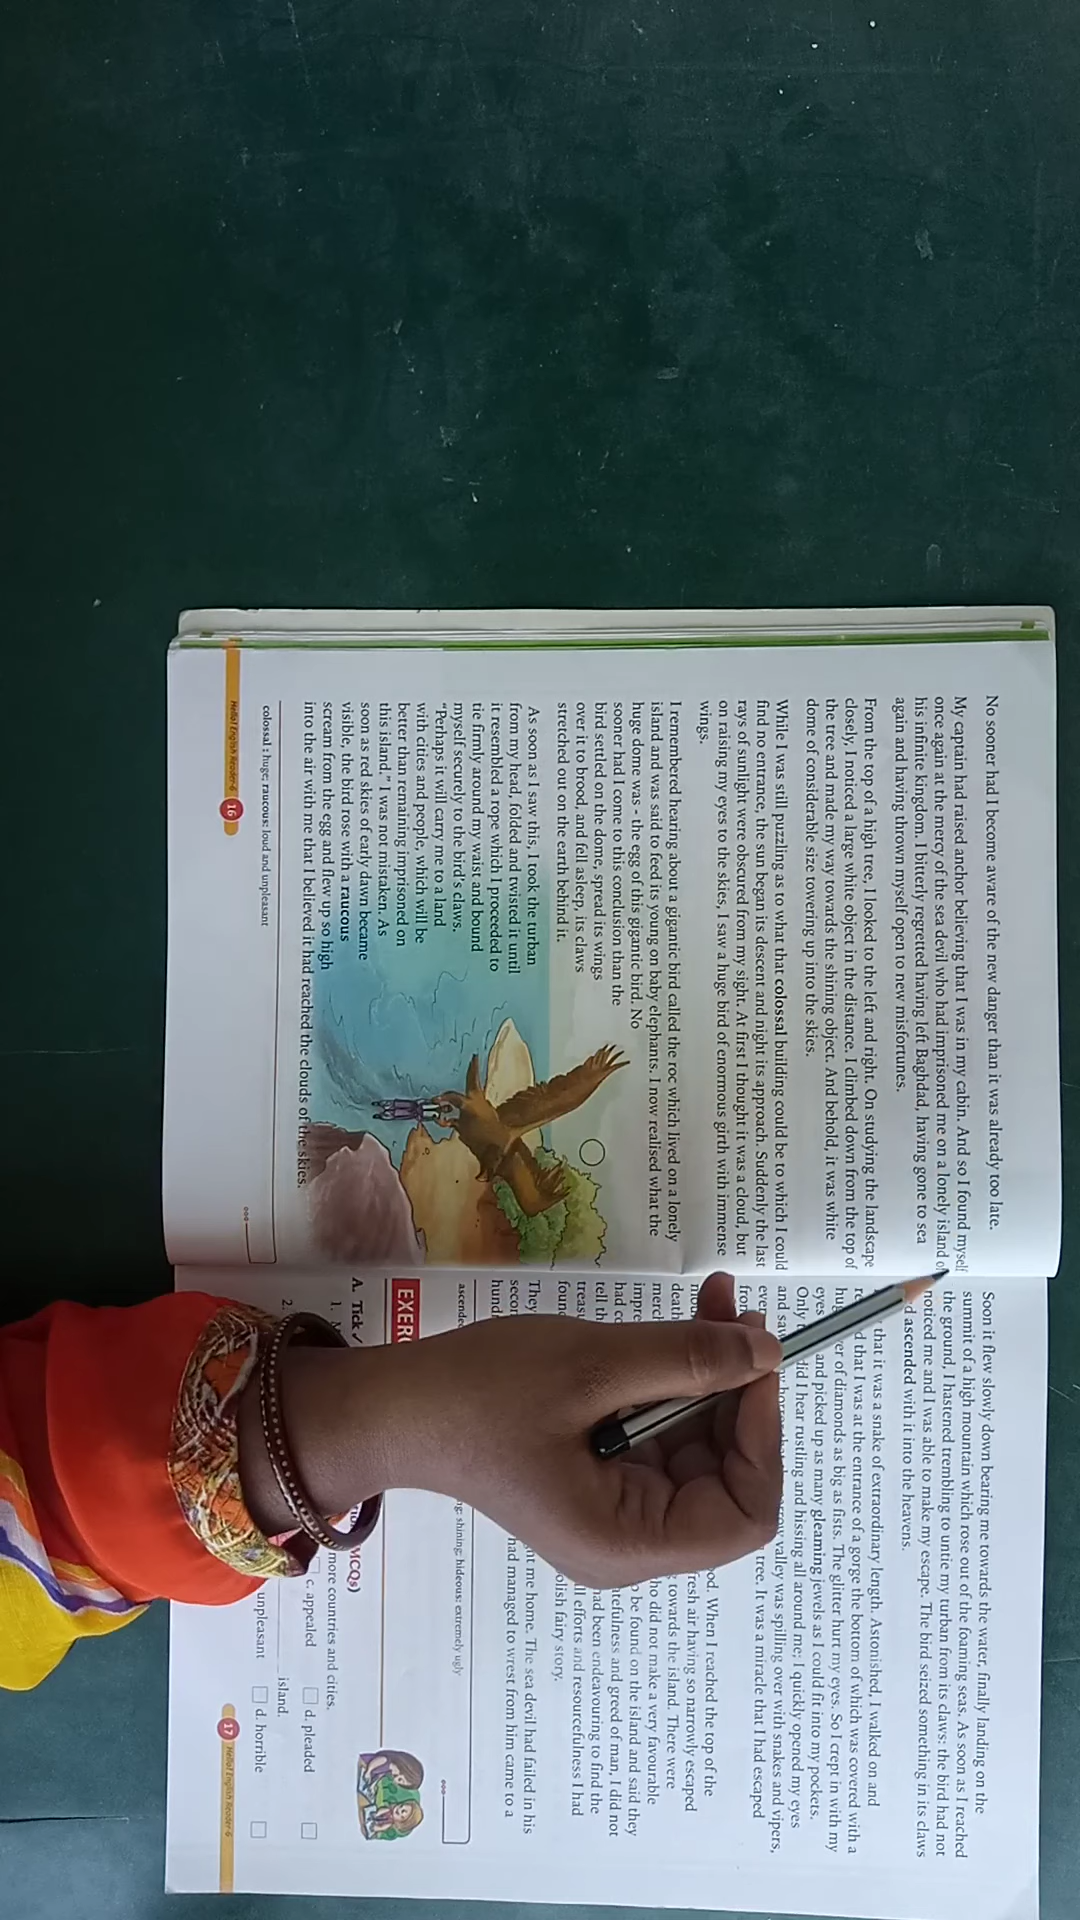 No sooner had I become aware of the new danger than it was already too late.
My captain had raised anchor believing that I was in my cabin. And so I found myself
once again at the mercy of the sea devil who had imprisoned me on a lonely island of
his infinite kingdom. I bitterly regretted having left Baghdad, having gone to sea
again and having thrown myself open to new misfortunes.
From the top of a high tree, I looked to the left and right. On studying the landscape
closely, I noticed a large white object in the distance. I climbed down from the top of
the tree and made my way towards the shining object. And behold, it was white
dome of considerable size towering up into the skies.
While I was still puzzling as to what that colossal building could be to which I could
find no entrance, the sun began its descent and night its approach. Suddenly the last
rays of sunlight were obscured from my sight. At first I thought it was a cloud, but
on raising my eyes to the skies, I saw a huge bird of enormous girth with immense
wings.
I remembered hearing about a gigantic bird called the roc which lived on a lonely
island and was said to feed its young on baby elephants. I now realised what the
huge dome was - the egg of this gigantic bird. No
sooner had I come to this conclusion than the
bird settled on the dome, spread its wings
over it to brood, and fell asleep, its claws
stretched out on the earth behind it.
As soon as I saw this, I took the turban
from my head, folded and twisted it until
it resembled a rope which I proceeded to
tie firmly around my waist and bound
myself securely to the bird's claws.
"Perhaps it will carry me to a land
with cities and people, which will be
better than remaining imprisoned on
this island." I was not mistaken. As
soon as red skies of early dawn became
visible, the bird rose with a raucous
scream from the egg and flew up so high
into the air with me that I believed it had reached the clouds of the skies.
colossal : huge; raucous: loud and unpleasant
Hello! English Reader-6 16
Soon it flew slowly down bearing me towards the water, finally landing on the
summit of a high mountain which rose out of the foaming seas. As soon as I reached
the ground, I hastened trembling to untie my turban from its claws: the bird had not
noticed me and I was able to make my escape. The bird seized something in its claws
ascended with it into the heavens.
that it was a snake of extraordinary length. Astonished, I walked on and
that I was at the entrance of a gorge the bottom of which was covered with a
of diamonds as big as fists. The glitter hurt my eyes. So I crept in with my
eyes and picked up as many gleaming jewels as I could fit into my pockets.
Only did I hear rustling and hissing all around me; I quickly opened my eyes
and saw valley was spilling over with snakes and vipers,
tree. It was a miracle that I had escaped
When I reached the top of the
fresh air having so narrowly escaped
death towards the island. There were
who did not make a very favourable
to be found on the island and said they
had and greed of man, I did not
tell had been endeavouring to find the
efforts and resourcefulness I had
found fairy story.
They me home. The sea devil had failed in his
had managed to wrest from him came to a
shining; hideous: extremely ugly
A. Tick ✓ MCQs)
1. more countries and cities.
c. appealed d. pleaded
2. island.
unpleasant d. horrible
17 Hello! English Reader-6